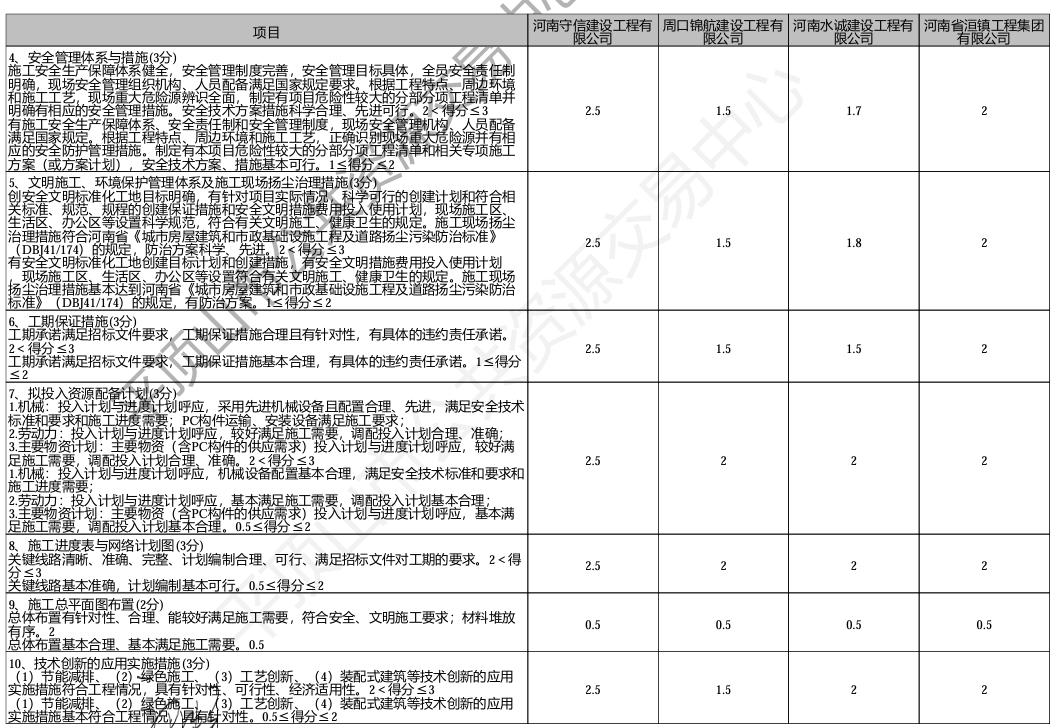 项目
河南守信建设工程有
限公司
周口锦航建设工程有
限公司
河南水诚建设工程有
限公司
河南省洹镇工程集团
有限公司
4、安全管理体系与措施(3分)
施工安全生产保障体系健全，安全管理制度完善，安全管理目标具体，全员安全责任制
明确，现场安全管理组织机构、人员配备满足国家规定要求。根据工程特点、周边环境
和施工工艺，现场重大危险源辨识全面，制定有项目危险性较大的分部分项工程清单并
明确有相应的安全管理措施。安全技术方案措施科学合理、先进可行。2<得分≤3
有施工安全生产保障体系、安全责任制和安全管理制度，现场安全管理机构、人员配备
满足国家规定。根据工程特点、周边环境和施工工艺，正确识别现场重大危险源并有相
应的安全防护管理措施。制定有本项目危险性较大的分部分项工程清单和相关专项施工
方案（或方案计划），安全技术方案、措施基本可行。1≤得分≤2
2.5
1.5
1.7
2
5、文明施工、环境保护管理体系及施工现场扬尘治理措施(3分)
创安全文明标准化工地目标明确，有针对项目实际情况，科学可行的创建计划和符合相
关标准、规范、规程的创建保证措施和安全文明措施费用投入使用计划，现场施工区、
生活区、办公区等设置科学规范，符合有关文明施工、健康卫生的规定。施工现场扬尘
治理措施符合河南省《城市房屋建筑和市政基础设施工程及道路扬尘污染防治标准》
（DBJ41/174）的规定，防治方案科学、先进。2<得分≤3
有安全文明标准化工地创建目标计划和创建措施，有安全文明措施费用投入使用计划
，现场施工区、生活区、办公区等设置符合有关文明施工、健康卫生的规定。施工现场
扬尘治理措施基本达到河南省《城市房屋建筑和市政基础设施工程及道路扬尘污染防治
标准》（DBJ41/174）的规定，有防治方案。1≤得分≤2
2.5
1.5
1.8
2
6、工期保证措施(3分)
工期承诺满足招标文件要求，工期保证措施合理且有针对性，有具体的违约责任承诺。
2<得分≤3
工期承诺满足招标文件要求，工期保证措施基本合理，有具体的违约责任承诺。1≤得分
≤2
2.5
1.5
1.5
2
7、拟投入资源配备计划(3分)
1.机械：投入计划与进度计划呼应，采用先进机械设备且配置合理、先进，满足安全技术
标准和要求和施工进度需要；PC构件运输、安装设备满足施工要求；
2.劳动力：投入计划与进度计划呼应，较好满足施工需要，调配投入计划合理、准确；
3.主要物资计划：主要物资（含PC构件的供应需求）投入计划与进度计划呼应，较好满
足施工需要，调配投入计划合理、准确。2<得分≤3
1.机械：投入计划与进度计划呼应，机械设备配置基本合理，满足安全技术标准和要求和
施工进度需要；
2.劳动力：投入计划与进度计划呼应，基本满足施工需要，调配投入计划基本合理；
3.主要物资计划：主要物资（含PC构件的供应需求）投入计划与进度计划呼应，基本满
足施工需要，调配投入计划基本合理。0.5≤得分≤2
2.5
2
2
2
8、施工进度表与网络计划图(3分)
关键线路清晰、准确、完整、计划编制合理、可行、满足招标文件对工期的要求。2<得
分≤3
关键线路基本准确，计划编制基本可行。0.5≤得分≤2
2.5
2
2
2
9、施工总平面图布置(2分)
总体布置有针对性、合理、能较好满足施工需要，符合安全、文明施工要求；材料堆放
有序。2
总体布置基本合理、基本满足施工需要。0.5
0.5
0.5
0.5
0.5
10、技术创新的应用实施措施(3分)
（1）节能减排、（2）绿色施工、（3）工艺创新、（4）装配式建筑等技术创新的应用
实施措施符合工程情况，具有针对性、可行性、经济适用性。2<得分≤3
（1）节能减排、（2）绿色施工、（3）工艺创新、（4）装配式建筑等技术创新的应用
实施措施基本符合工程情况，具有针对性。0.5≤得分≤2
2.5
1.5
2
2
平顶山市公共资源交易中心
平顶山市公共资源交易中心